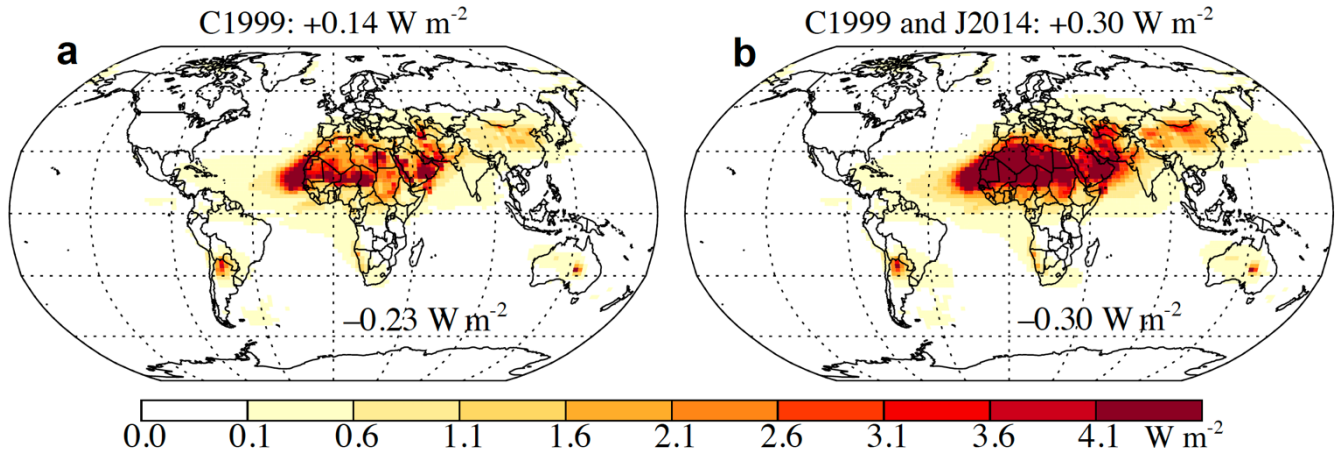 C1999: +0.14 W m-2
C1999 and J2014: +0.30 W m-2
a
b
–0.23 W m-2
–0.30 W m-2
0.0 0.1 0.6 1.1 1.6 2.1 2.6 3.1 3.6 4.1 W m-2